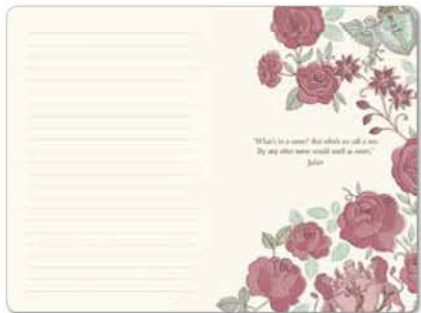 "What's in a name? that which we call a rose
By any other name would smell as sweet;"
Juliet